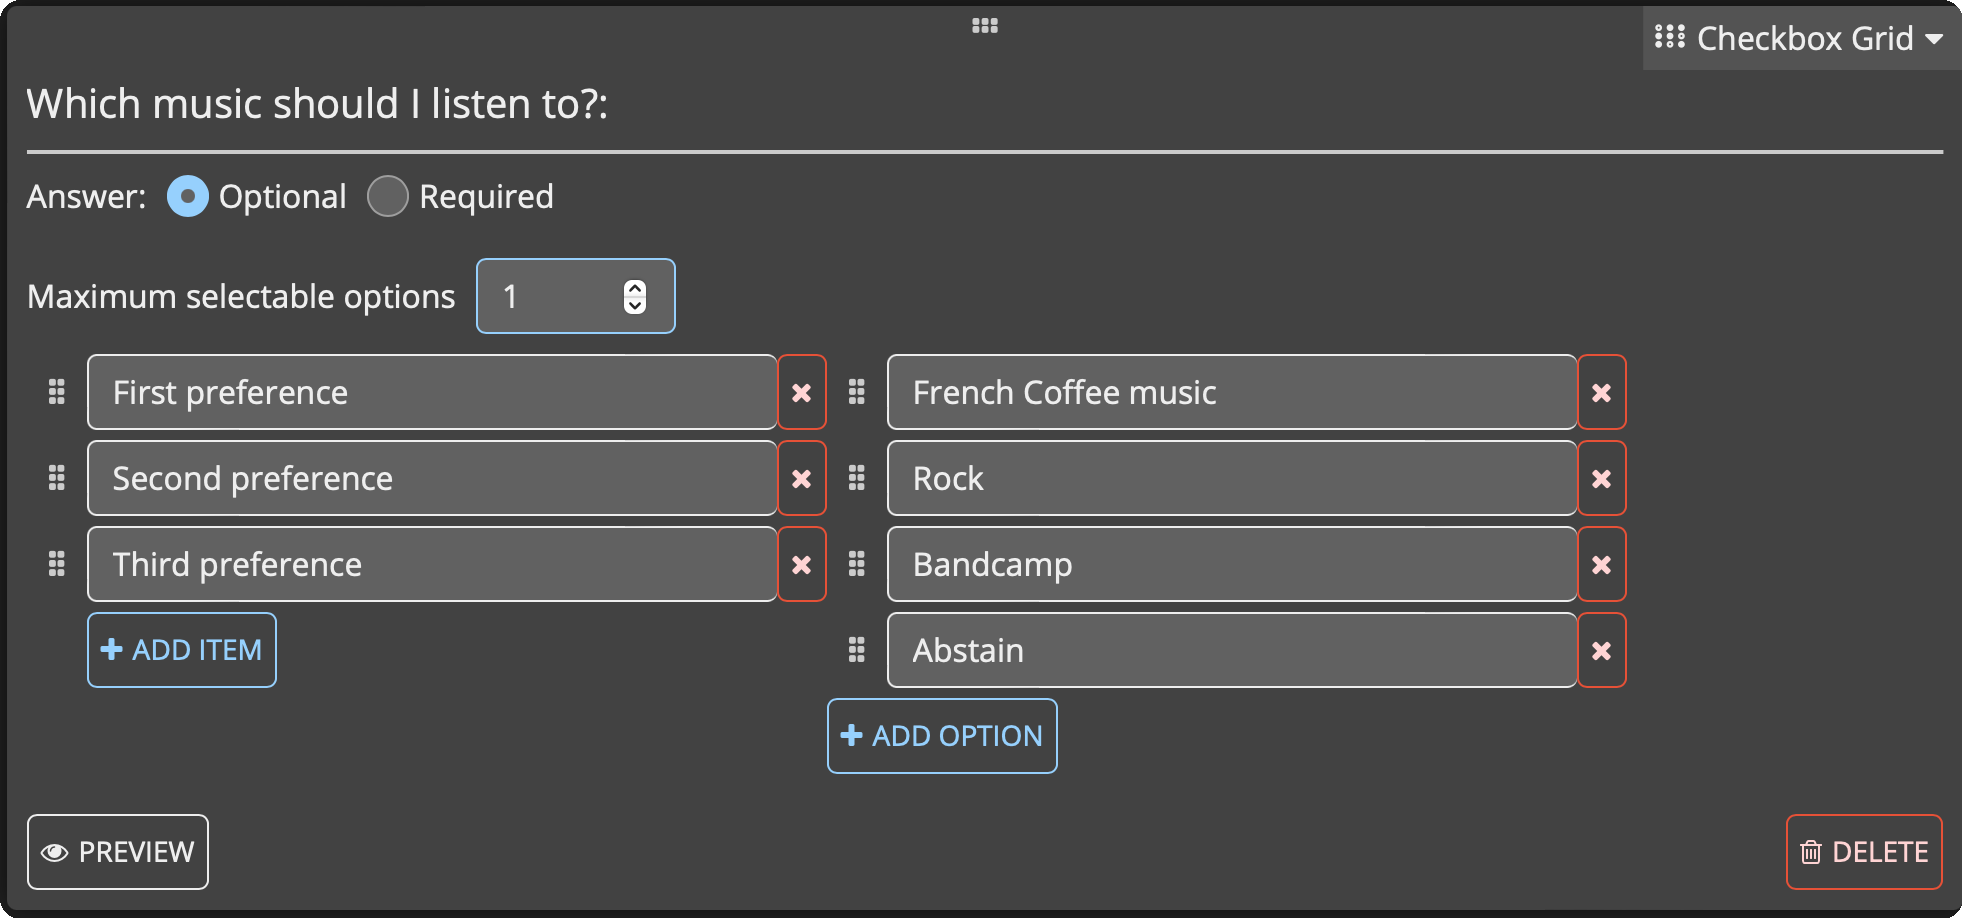 Checkbox Grid
Which music should I listen to?:
Answer: Optional Required
Maximum selectable options 1
First preference French Coffee music
Second preference Rock
Third preference Bandcamp
ADD ITEM Abstain
ADD OPTION
PREVIEW DELETE